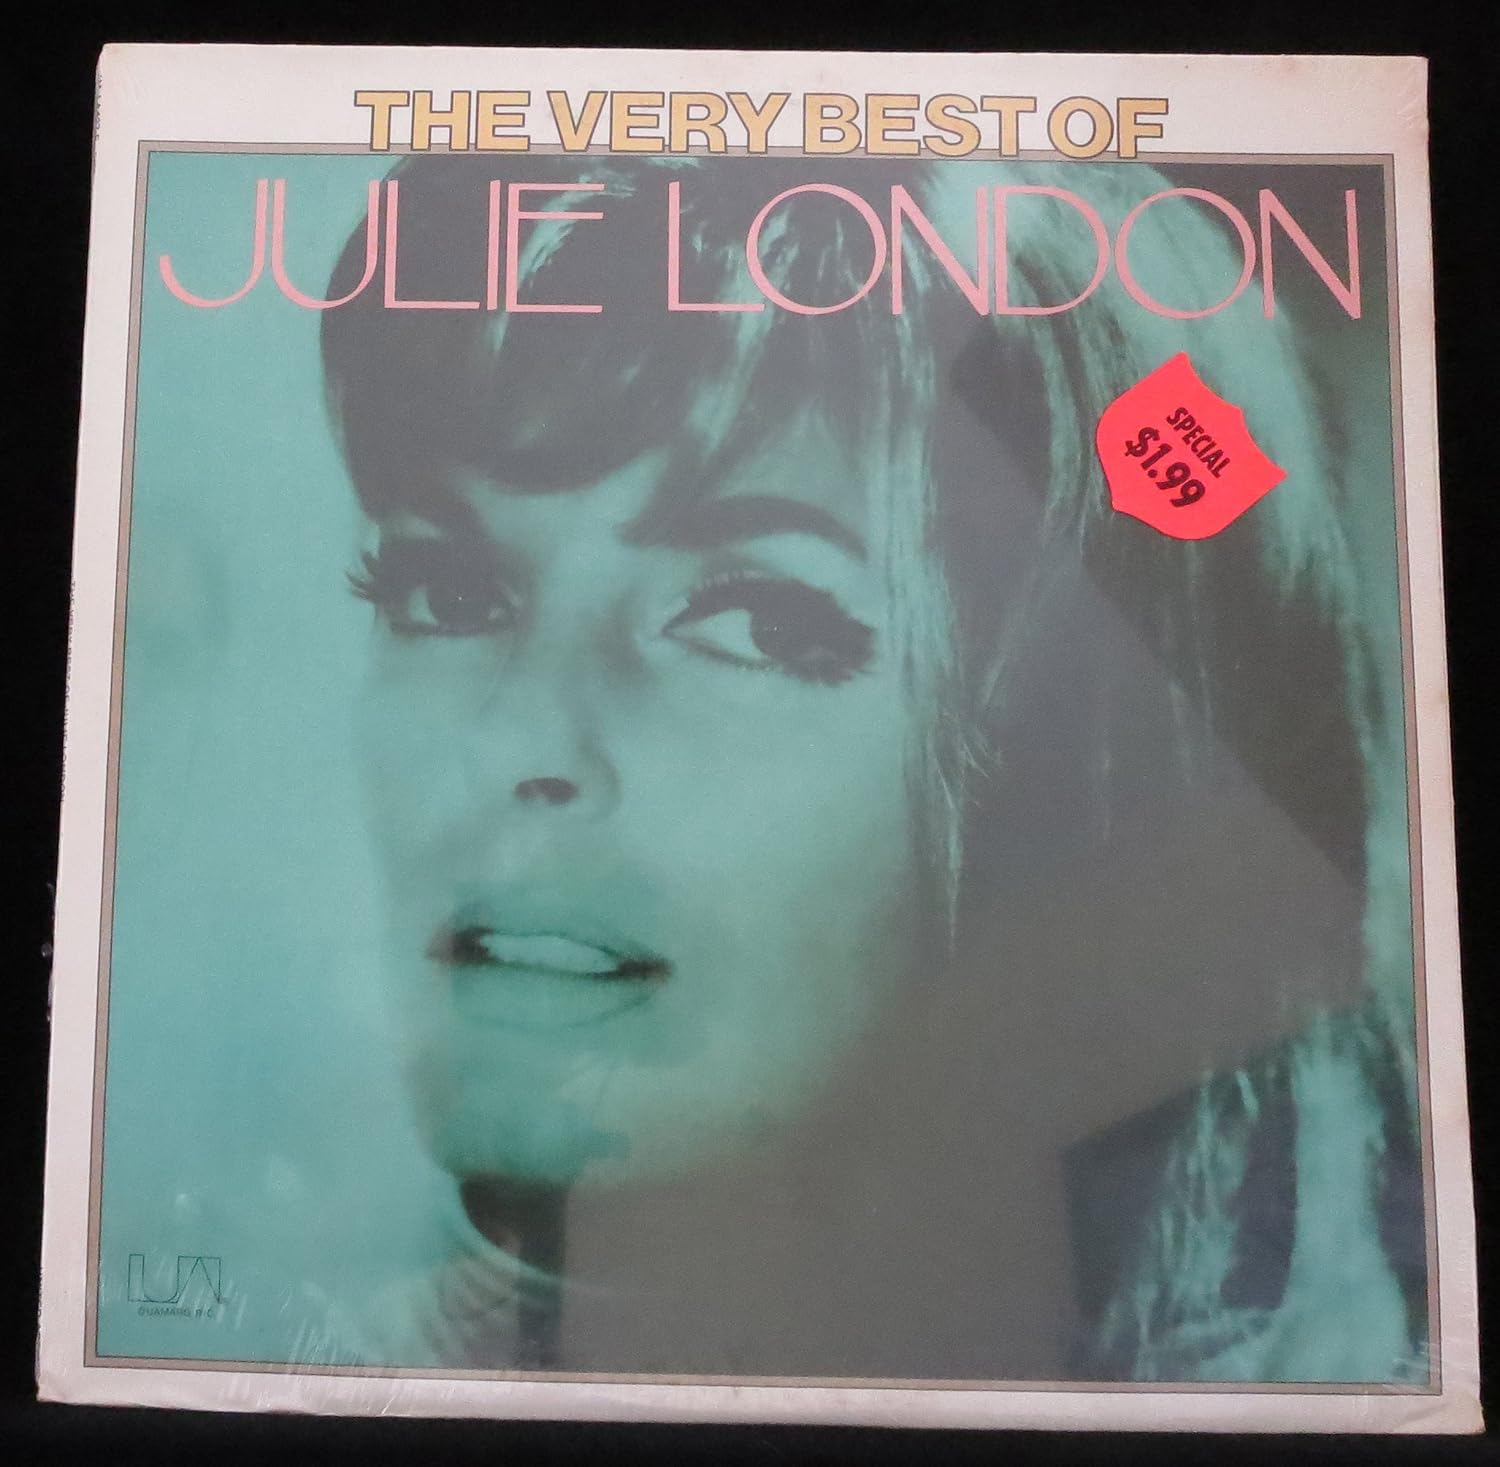 THE VERY BEST OF
JULIE LONDON
SPECIAL
$1.99
UA